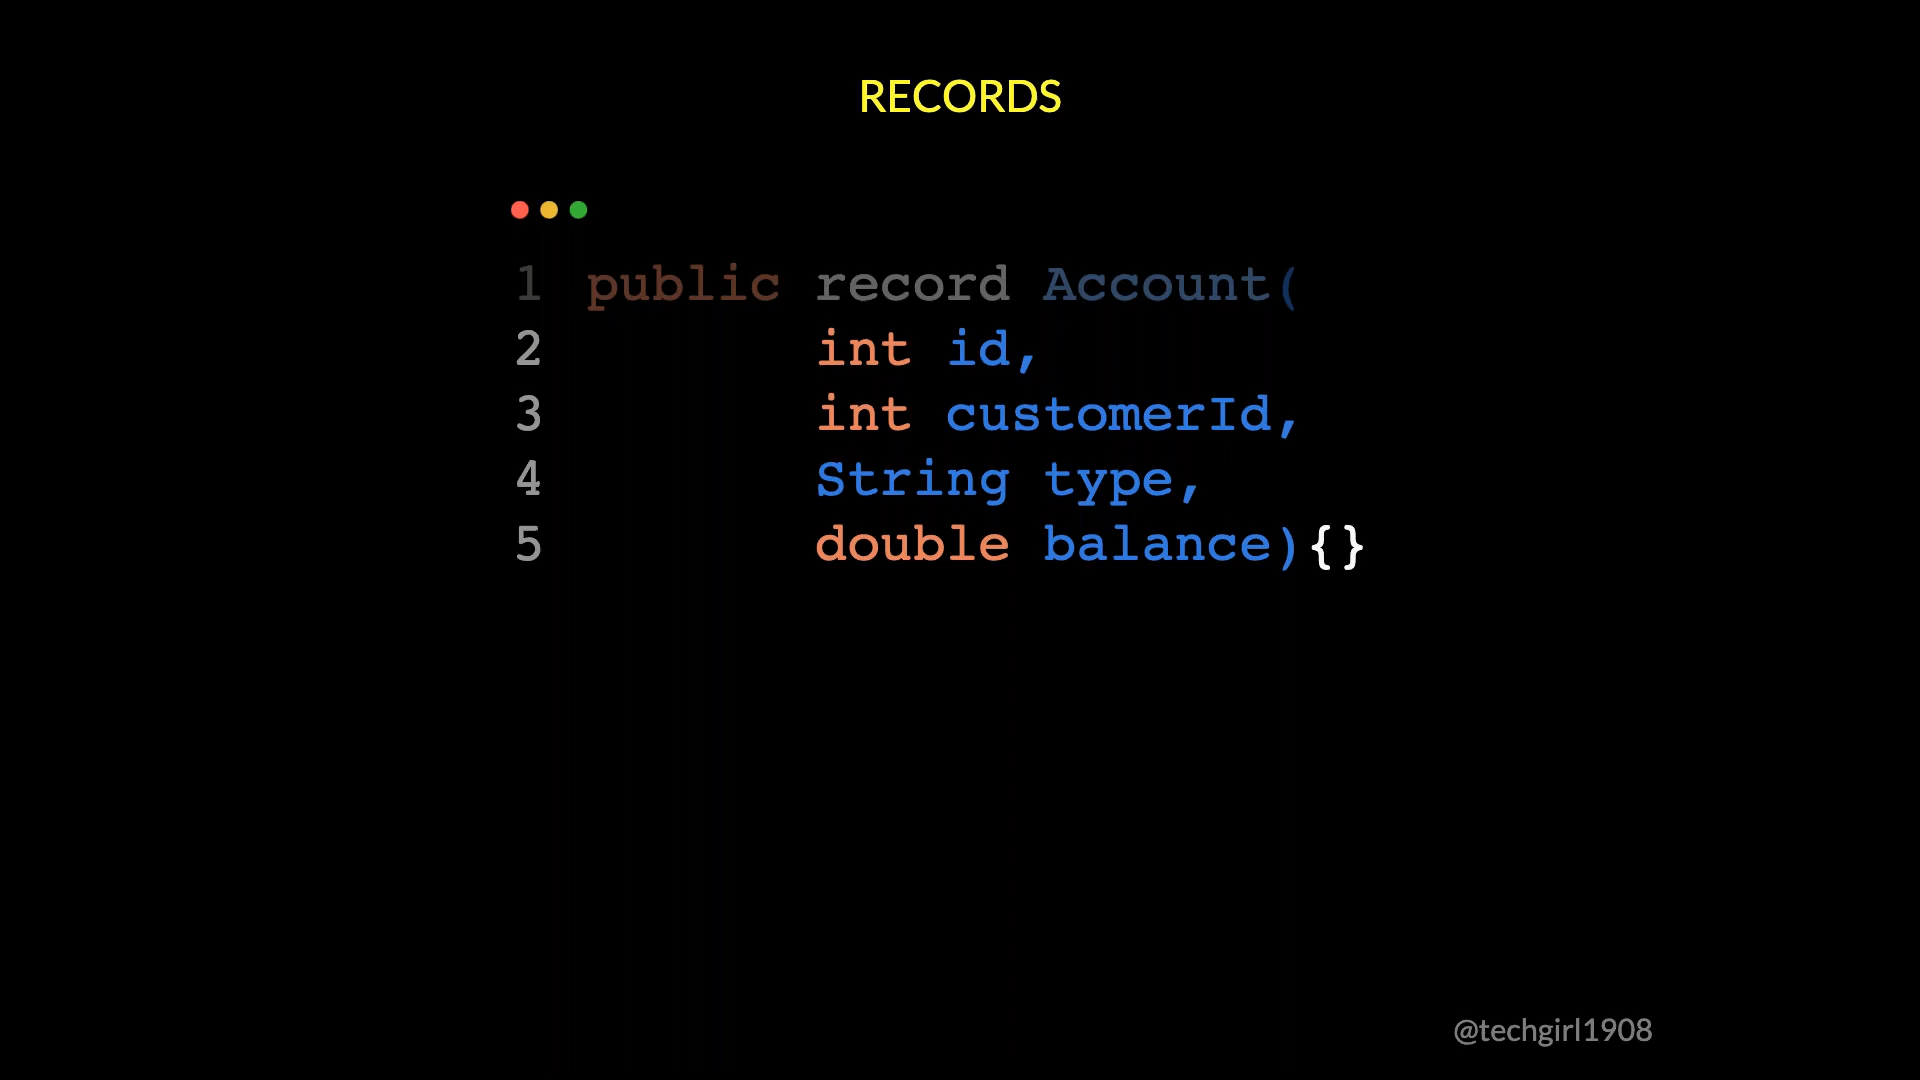 RECORDS
1 public record Account(
2 int id,
3 int customerId,
4 String type,
5 double balance){}
@techgirl1908